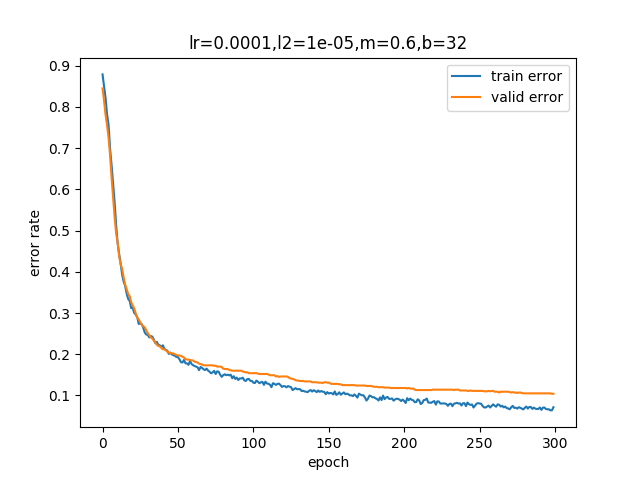 lr=0.0001,l2=1e-05,m=0.6,b=32
train error
valid error
error rate
0.9
0.8
0.7
0.6
0.5
0.4
0.3
0.2
0.1
0 50 100 150 200 250 300
epoch